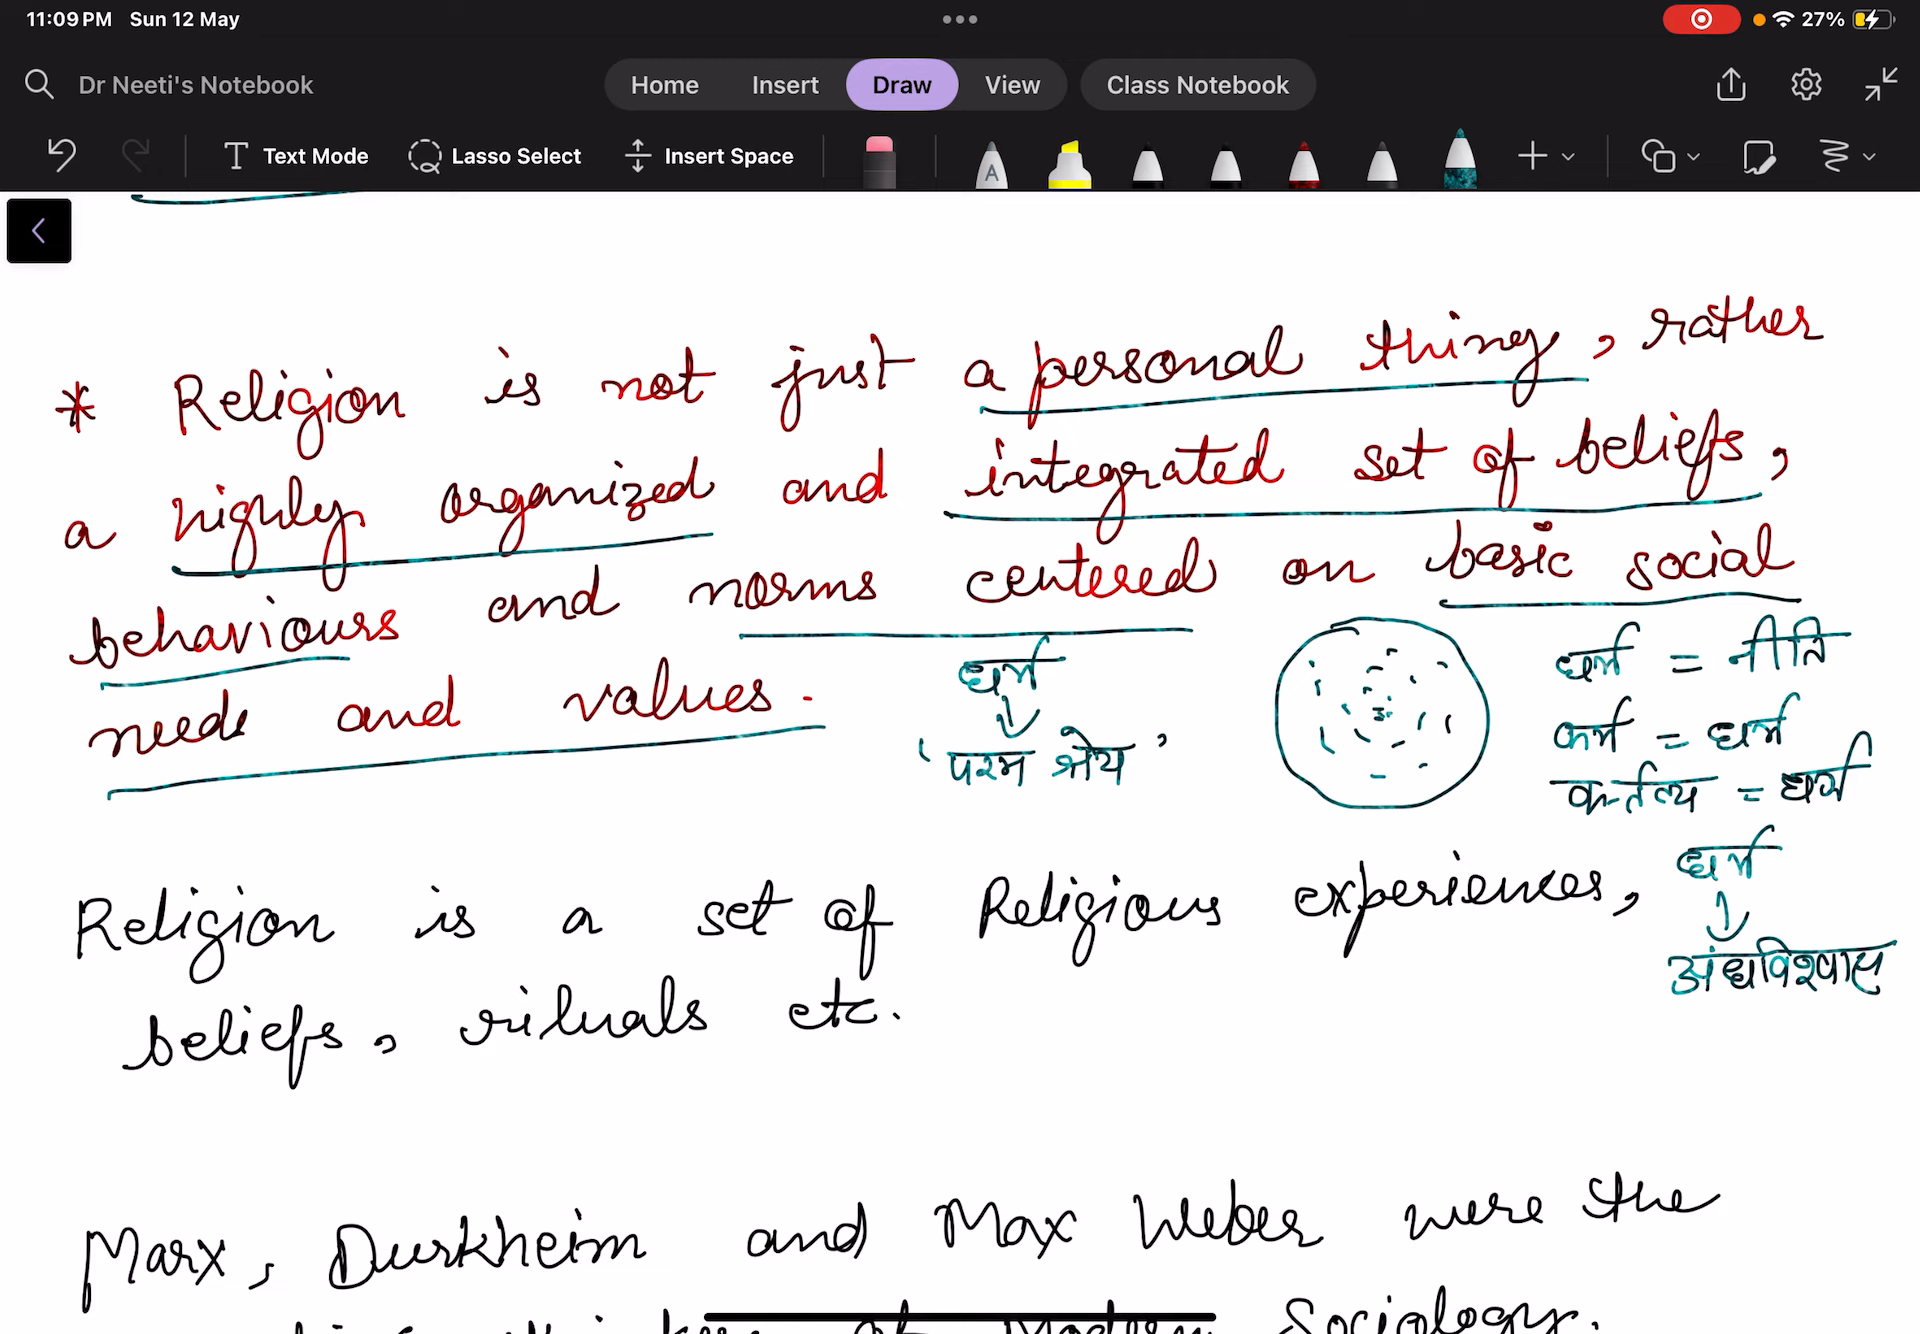 11:09 PM Sun 12 May
27%
Dr Neeti's Notebook
Home Insert Draw View Class Notebook
Text Mode Lasso Select Insert Space
A
* Religion is not just a personal thing, rather
a highly organized and integrated set of beliefs,
behaviours and norms centered on basic social
needs and values.
धर्म
'परम श्रेय'
धर्म = नीति
कर्म = धर्म
कर्तव्य = धर्म
धर्म
अंधविश्वास
Religion is a set of Religious experiences,
beliefs, rituals etc.
Marx, Durkheim and Max Weber were the
of Modern Sociology.